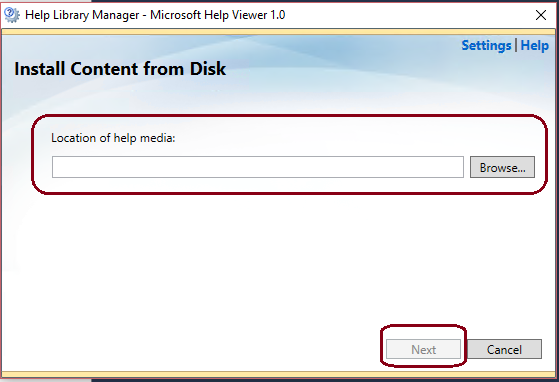 Help Library Manager - Microsoft Help Viewer 1.0
Settings | Help
Install Content from Disk
Location of help media:
Browse...
Next Cancel